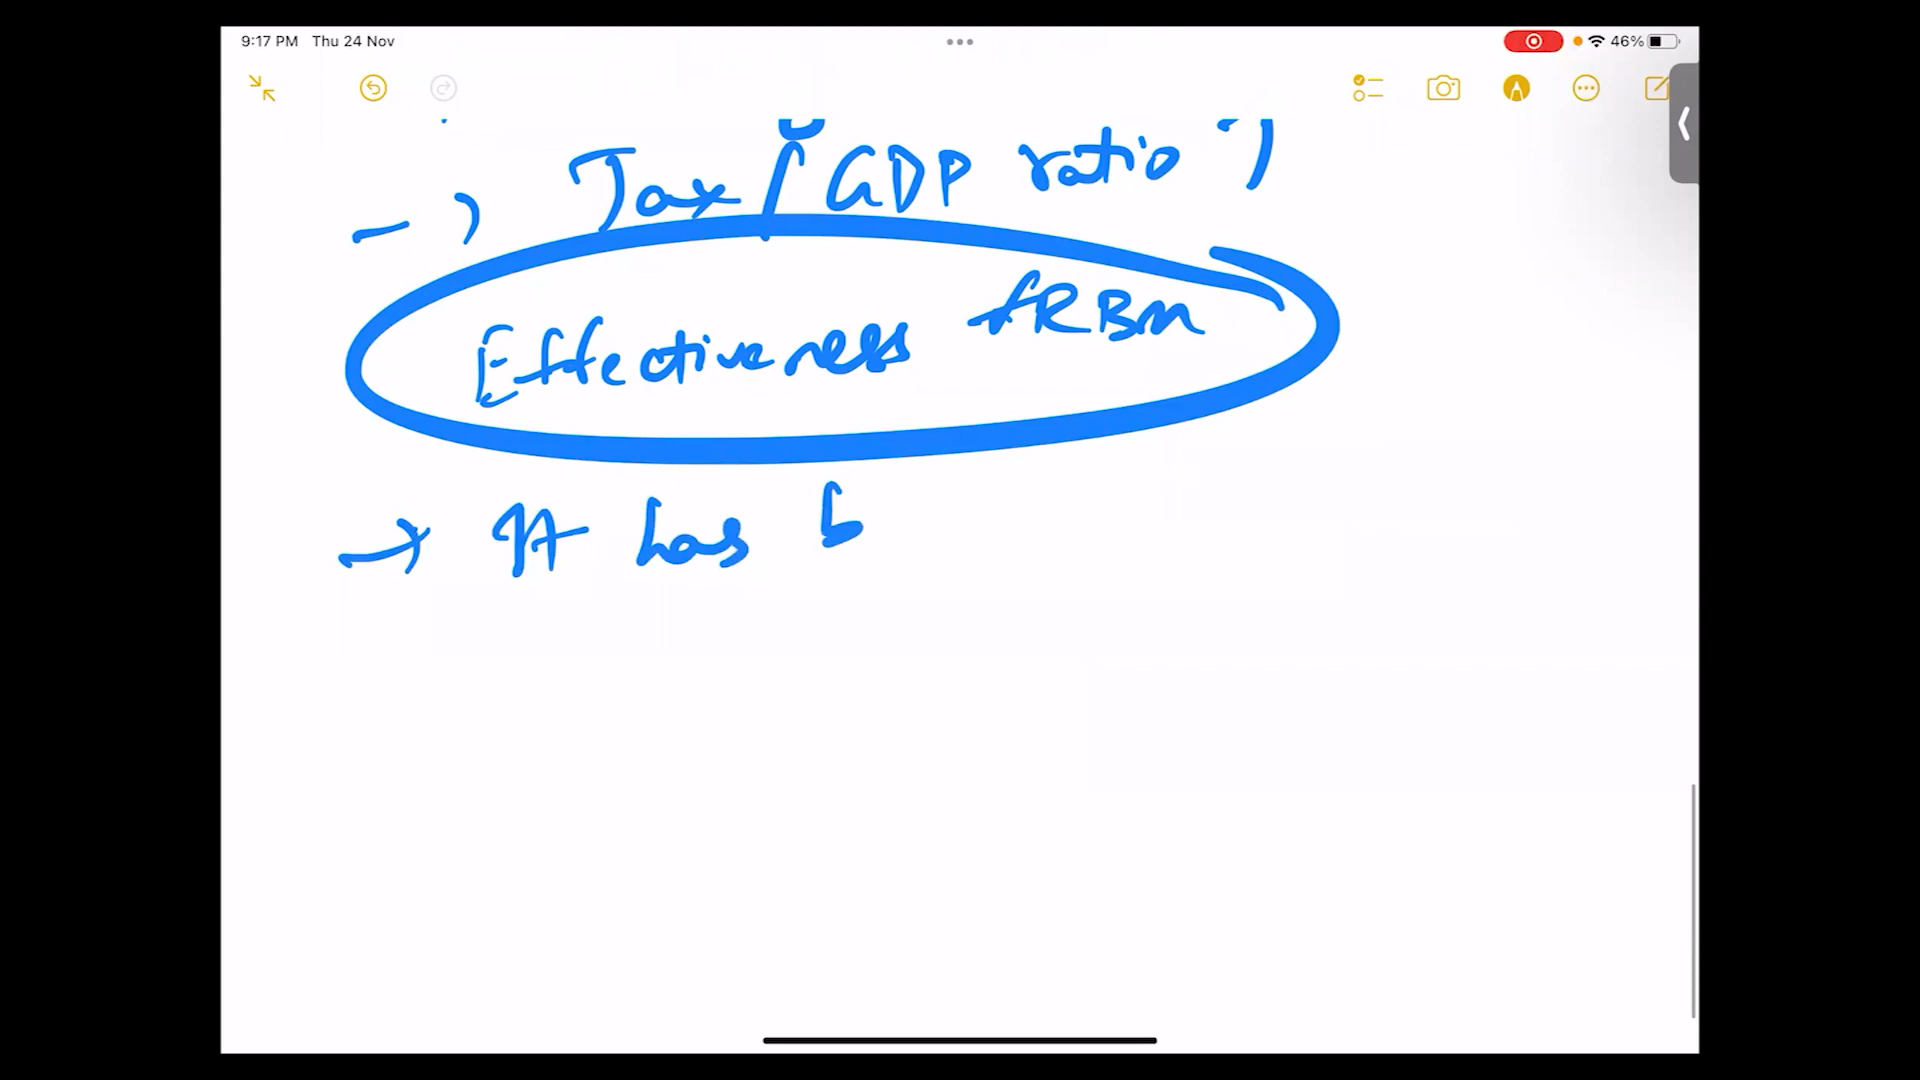 9:17 PM Thu 24 Nov
46%
→ Tax/GDP ratio
Effectiveness FRBM
→ It has b